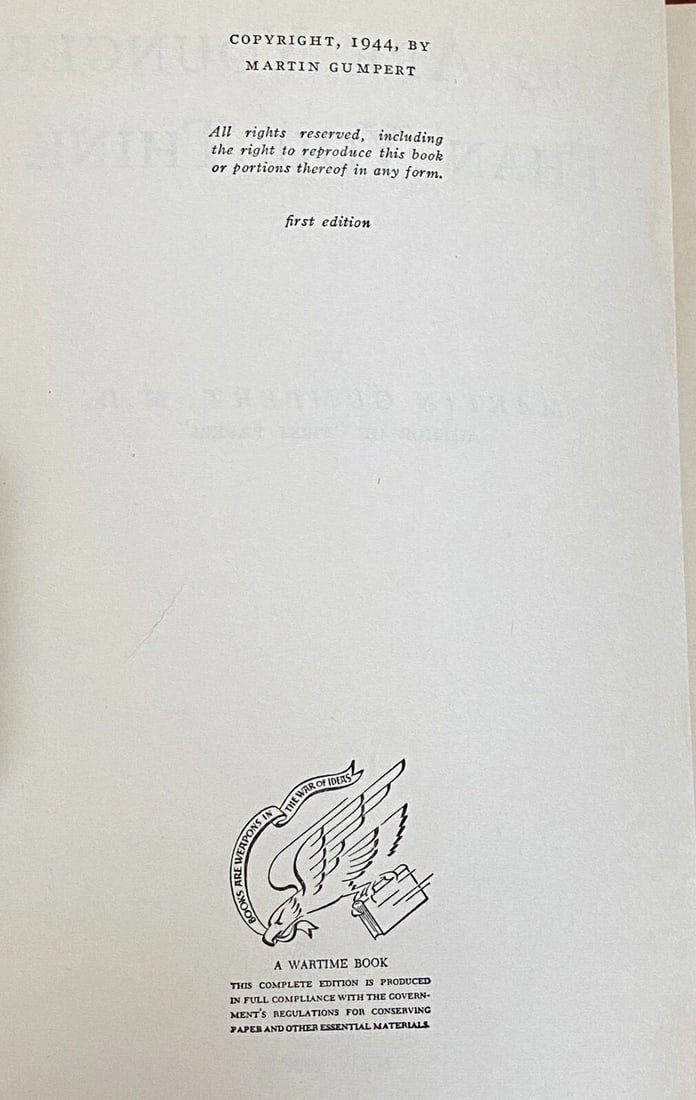 COPYRIGHT, 1944, BY
MARTIN GUMPERT
All rights reserved, including
the right to reproduce this book
or portions thereof in any form.
first edition
BOOKS ARE WEAPONS IN THE WAR OF IDEAS
A WARTIME BOOK
THIS COMPLETE EDITION IS PRODUCED
IN FULL COMPLIANCE WITH THE GOVERN-
MENT'S REGULATIONS FOR CONSERVING
PAPER AND OTHER ESSENTIAL MATERIALS.